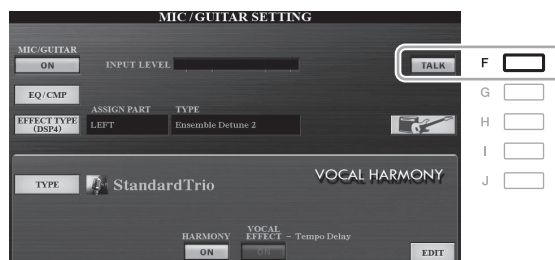 MIC/GUITAR SETTING
MIC/GUITAR
ON
INPUT LEVEL
TALK
F
EQ/CMP
G
ASSIGN PART
TYPE
EFFECT TYPE
(DSP4)
LEFT
Ensemble Detune 2
H
I
TYPE
StandardTrio
VOCAL HARMONY
J
HARMONY
VOCAL
EFFECT – Tempo Delay
ON
ON
EDIT